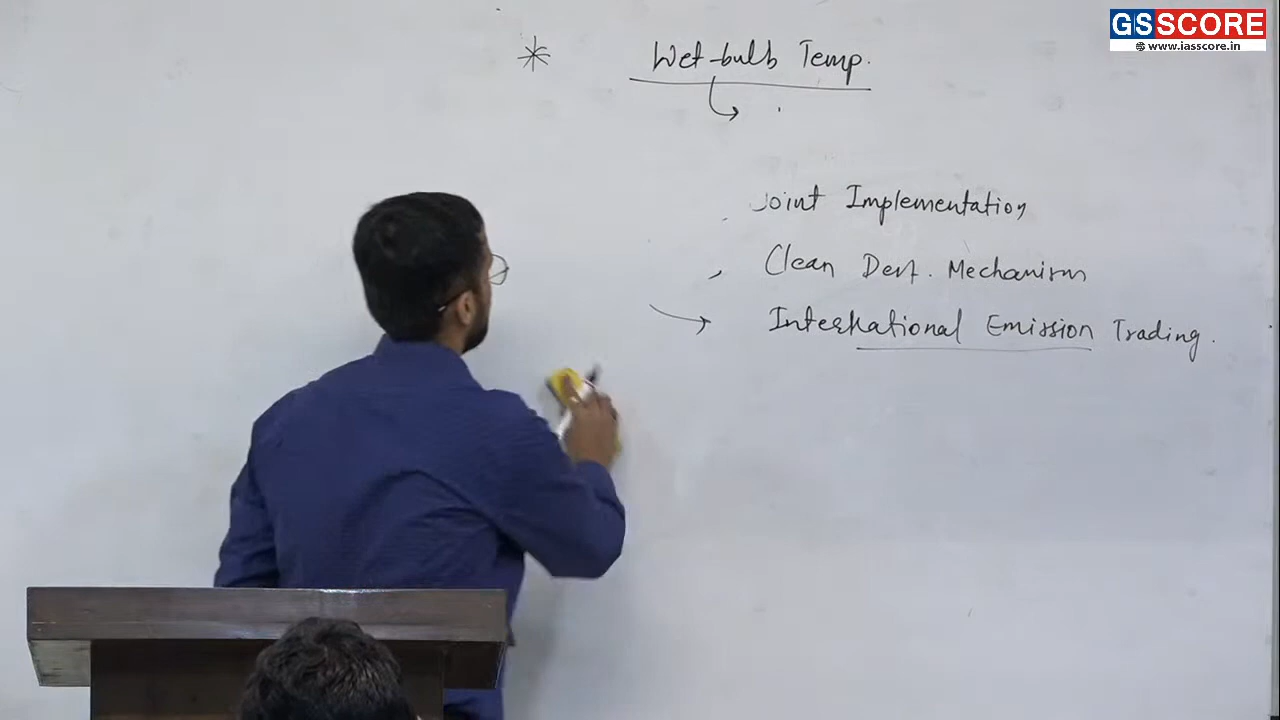 GSSCORE
www.iasscore.in
* Wet-bulb Temp.
Joint Implementation
Clean Devt. Mechanism
International Emission Trading.